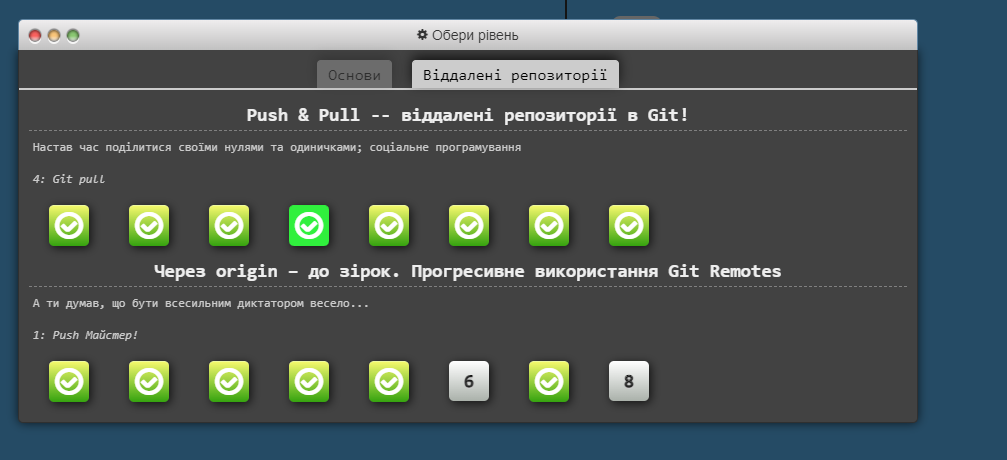 Обери рівень
Основи
Віддалені репозиторії
Push & Pull -- віддалені репозиторії в Git!
Настав час поділитися своїми нулями та одиничками; соціальне програмування
4: Git pull
Через origin – до зірок. Прогресивне використання Git Remotes
А ти думав, що бути всесильним диктатором весело...
1: Push Майстер!
6
8